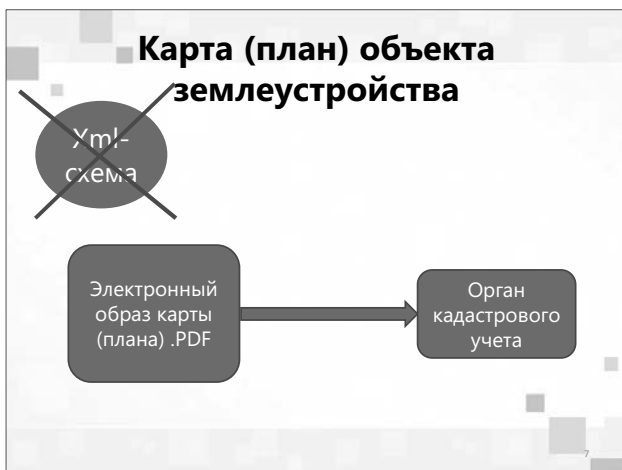 Карта (план) объекта
землеустройства
Xml-
схема
Электронный
образ карты
(плана) .PDF
Орган
кадастрового
учета
7